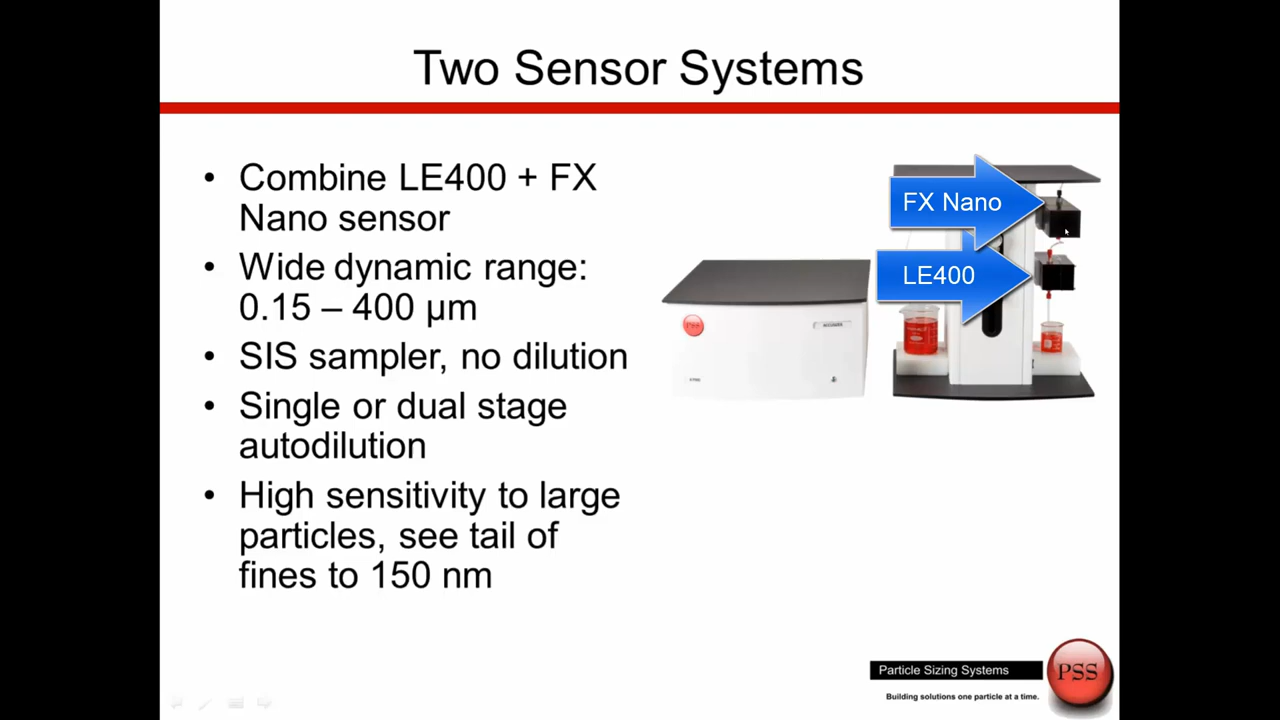 Two Sensor Systems
• Combine LE400 + FX
Nano sensor
• Wide dynamic range:
0.15 – 400 µm
• SIS sampler, no dilution
• Single or dual stage
autodilution
• High sensitivity to large
particles, see tail of
fines to 150 nm
FX Nano
LE400
PSS
Particle Sizing Systems
PSS
Building solutions one particle at a time.